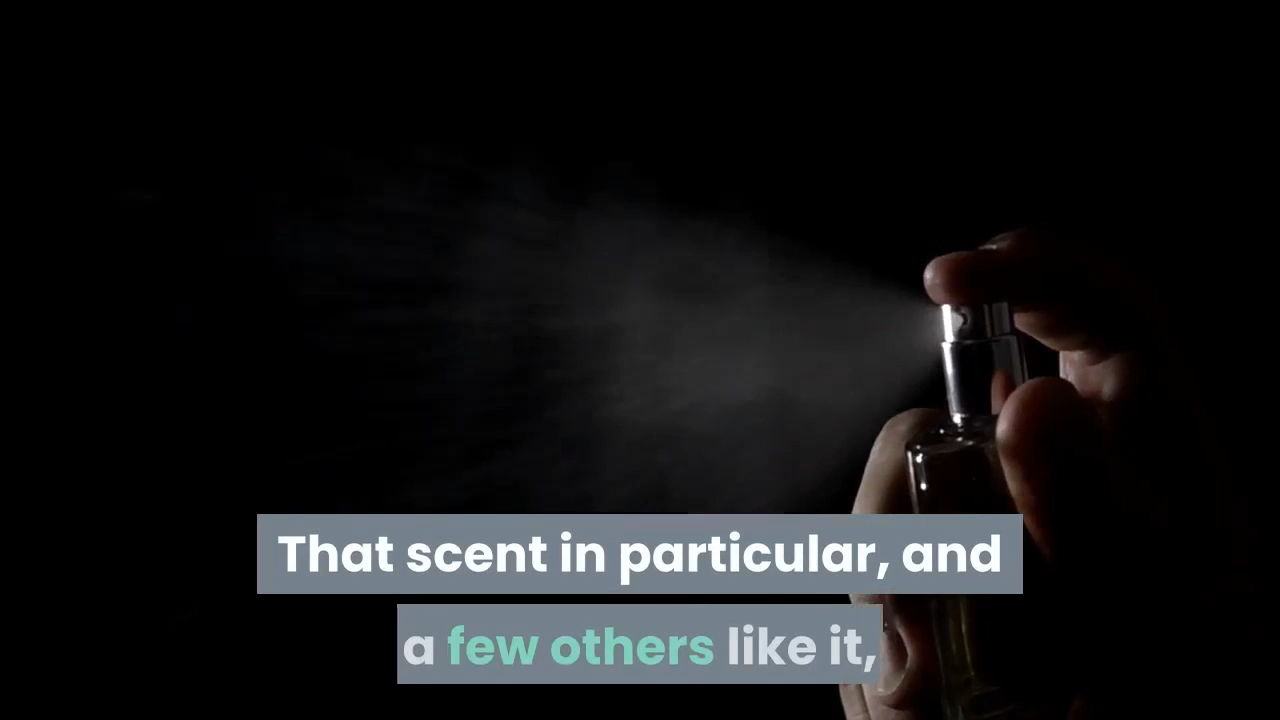 That scent in particular, and
a few others like it,